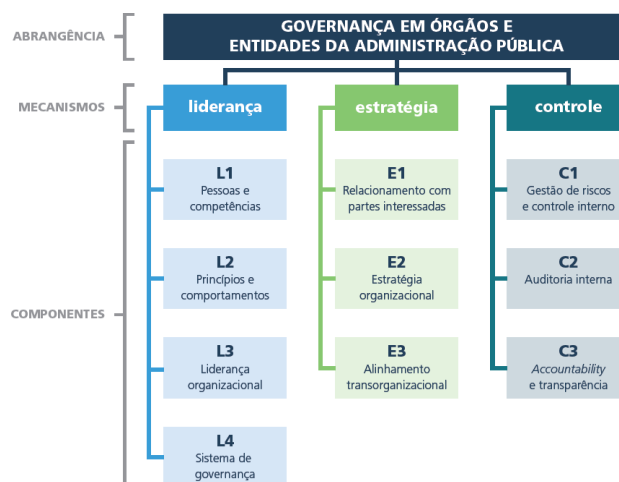 ABRANGÊNCIA
GOVERNANÇA EM ÓRGÃOS E
ENTIDADES DA ADMINISTRAÇÃO PÚBLICA
MECANISMOS
liderança
estratégia
controle
COMPONENTES
L1
Pessoas e
competências
E1
Relacionamento com
partes interessadas
C1
Gestão de riscos
e controle interno
L2
Princípios e
comportamentos
E2
Estratégia
organizacional
C2
Auditoria interna
L3
Liderança
organizacional
E3
Alinhamento
transorganizacional
C3
Accountability
e transparência
L4
Sistema de
governança